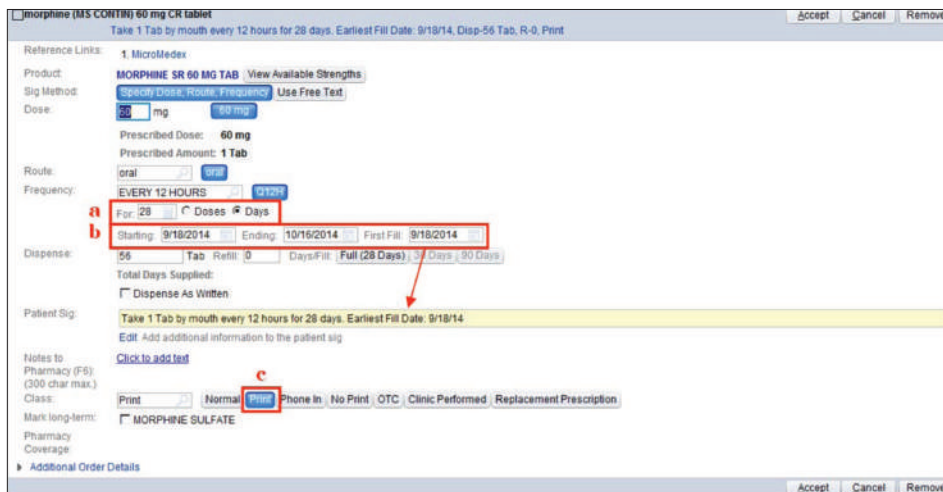 morphine (MS CONTIN) 60 mg CR tablet Accept Cancel Remove
Take 1 Tab by mouth every 12 hours for 28 days. Earliest Fill Date: 9/18/14, Disp-56 Tab, R-0, Print
Reference Links: 1. MicroMedex
Product: MORPHINE SR 60 MG TAB View Available Strengths
Sig Method: Specify Dose, Route, Frequency Use Free Text
Dose: 60 mg 60 mg
Prescribed Dose: 60 mg
Prescribed Amount: 1 Tab
Route: oral oral
Frequency: EVERY 12 HOURS Q12H
a For: 28 Doses Days
b Starting: 9/18/2014 Ending: 10/16/2014 First Fill: 9/18/2014
Dispense: 56 Tab Refill: 0 Days/Fill: Full (28 Days) 30 Days 90 Days
Total Days Supplied:
Dispense As Written
Patient Sig: Take 1 Tab by mouth every 12 hours for 28 days. Earliest Fill Date: 9/18/14
Edit Add additional information to the patient sig
Notes to Click to add text
Pharmacy (F6):
(300 char max.) c
Class: Print Normal Print Phone In No Print OTC Clinic Performed Replacement Prescription
Mark long-term: MORPHINE SULFATE
Pharmacy
Coverage
Additional Order Details
Accept Cancel Remove